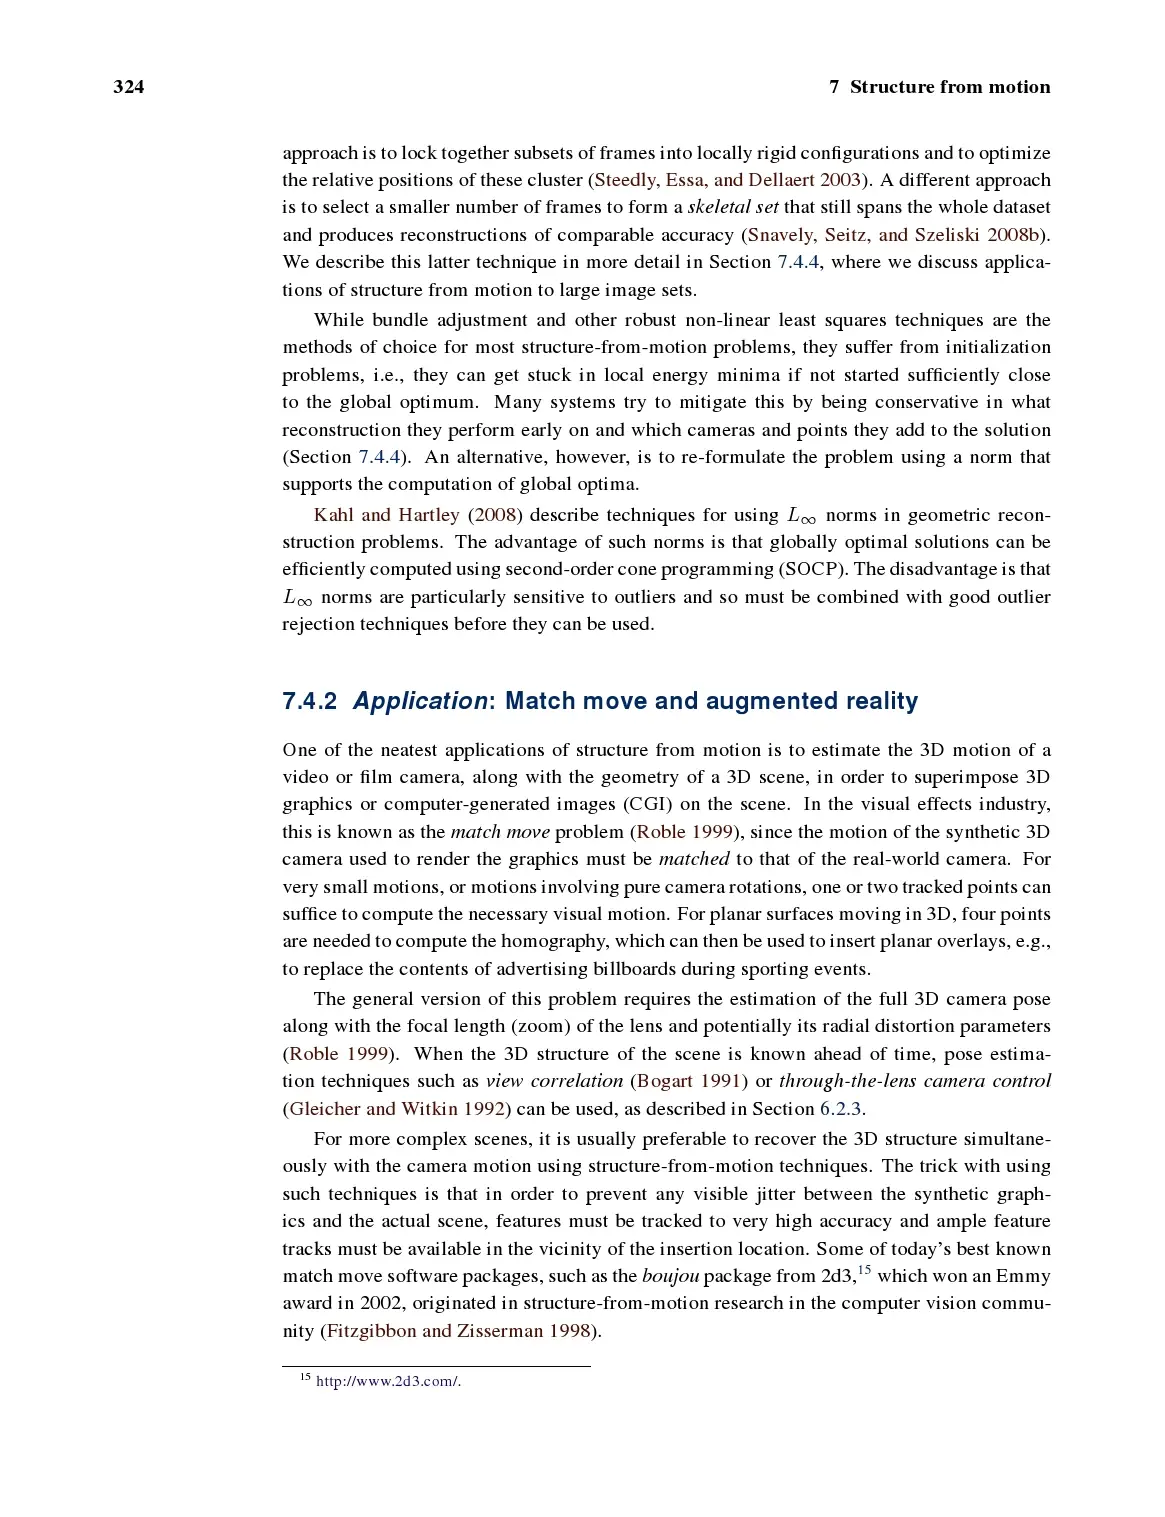 324
7 Structure from motion
approach is to lock together subsets of frames into locally rigid configurations and to optimize
the relative positions of these cluster (Steedly, Essa, and Dellaert 2003). A different approach
is to select a smaller number of frames to form a skeletal set that still spans the whole dataset
and produces reconstructions of comparable accuracy (Snavely, Seitz, and Szeliski 2008b).
We describe this latter technique in more detail in Section 7.4.4, where we discuss applica-
tions of structure from motion to large image sets.
While bundle adjustment and other robust non-linear least squares techniques are the
methods of choice for most structure-from-motion problems, they suffer from initialization
problems, i.e., they can get stuck in local energy minima if not started sufficiently close
to the global optimum. Many systems try to mitigate this by being conservative in what
reconstruction they perform early on and which cameras and points they add to the solution
(Section 7.4.4). An alternative, however, is to re-formulate the problem using a norm that
supports the computation of global optima.
Kahl and Hartley (2008) describe techniques for using L∞ norms in geometric recon-
struction problems. The advantage of such norms is that globally optimal solutions can be
efficiently computed using second-order cone programming (SOCP). The disadvantage is that
L∞ norms are particularly sensitive to outliers and so must be combined with good outlier
rejection techniques before they can be used.
7.4.2 Application: Match move and augmented reality
One of the neatest applications of structure from motion is to estimate the 3D motion of a
video or film camera, along with the geometry of a 3D scene, in order to superimpose 3D
graphics or computer-generated images (CGI) on the scene. In the visual effects industry,
this is known as the match move problem (Roble 1999), since the motion of the synthetic 3D
camera used to render the graphics must be matched to that of the real-world camera. For
very small motions, or motions involving pure camera rotations, one or two tracked points can
suffice to compute the necessary visual motion. For planar surfaces moving in 3D, four points
are needed to compute the homography, which can then be used to insert planar overlays, e.g.,
to replace the contents of advertising billboards during sporting events.
The general version of this problem requires the estimation of the full 3D camera pose
along with the focal length (zoom) of the lens and potentially its radial distortion parameters
(Roble 1999). When the 3D structure of the scene is known ahead of time, pose estima-
tion techniques such as view correlation (Bogart 1991) or through-the-lens camera control
(Gleicher and Witkin 1992) can be used, as described in Section 6.2.3.
For more complex scenes, it is usually preferable to recover the 3D structure simultane-
ously with the camera motion using structure-from-motion techniques. The trick with using
such techniques is that in order to prevent any visible jitter between the synthetic graph-
ics and the actual scene, features must be tracked to very high accuracy and ample feature
tracks must be available in the vicinity of the insertion location. Some of today's best known
match move software packages, such as the boujou package from 2d3,15 which won an Emmy
award in 2002, originated in structure-from-motion research in the computer vision commu-
nity (Fitzgibbon and Zisserman 1998).
15 http://www.2d3.com/.